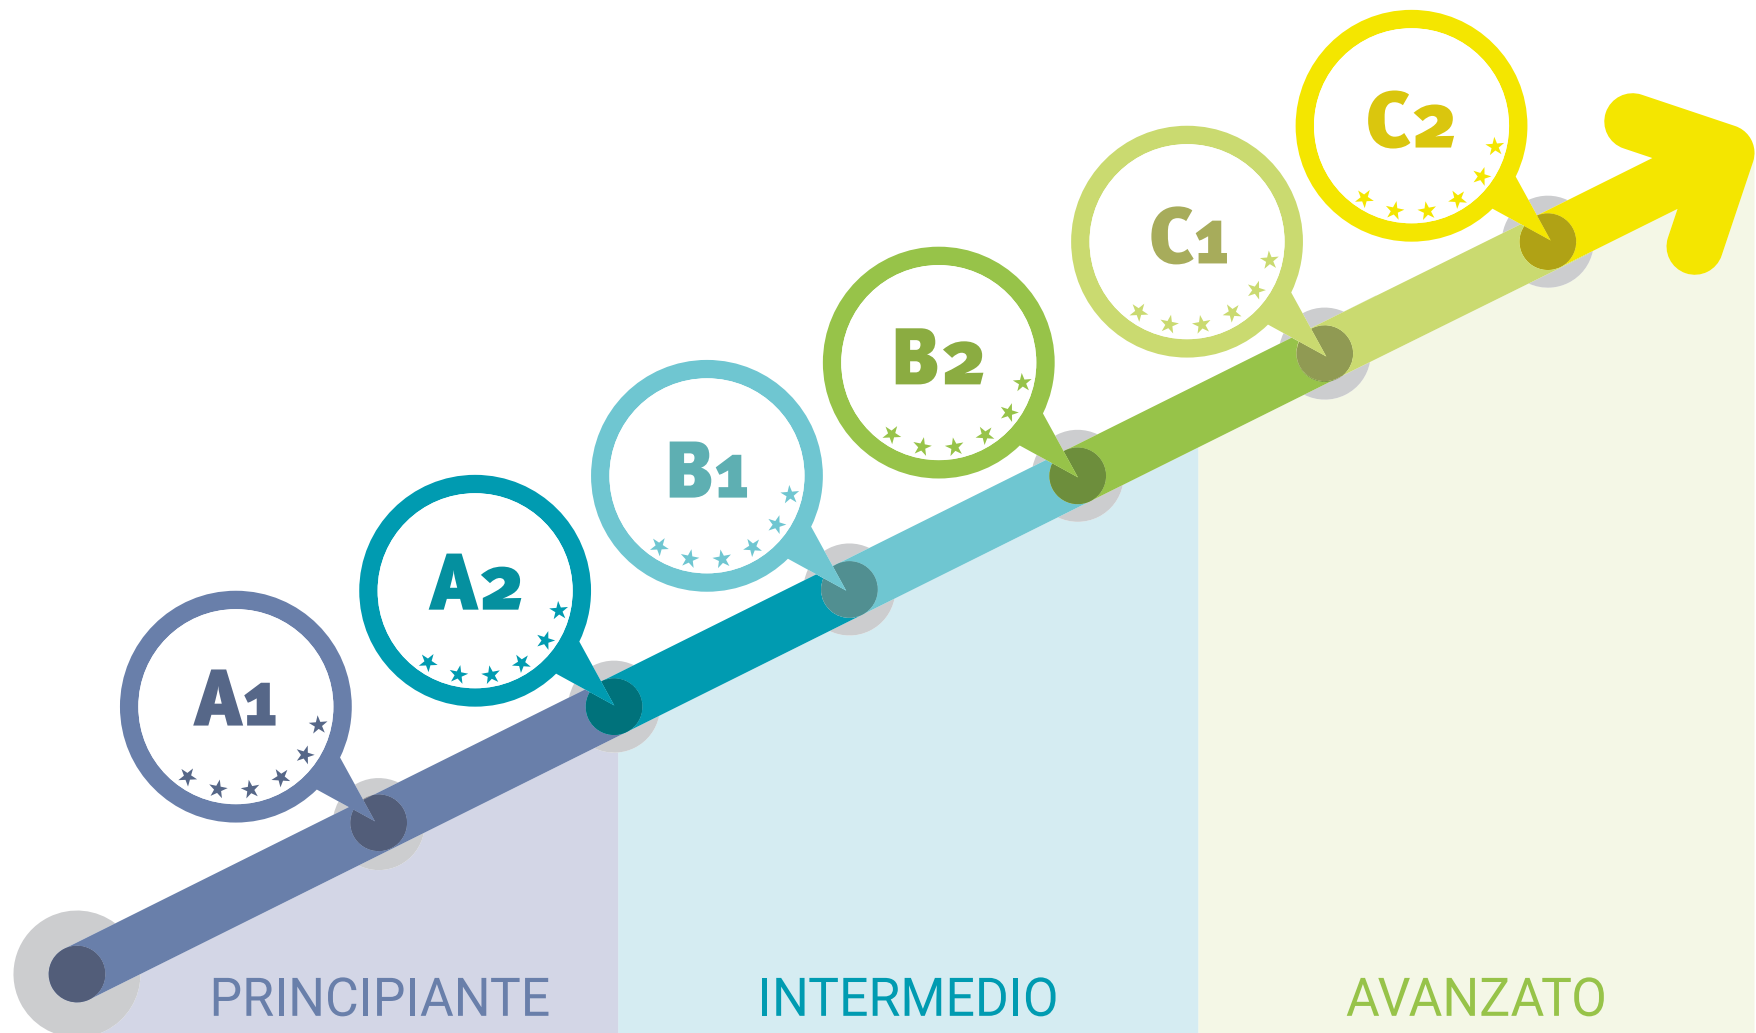 A1
A2
B1
B2
C1
C2
PRINCIPIANTE
INTERMEDIO
AVANZATO